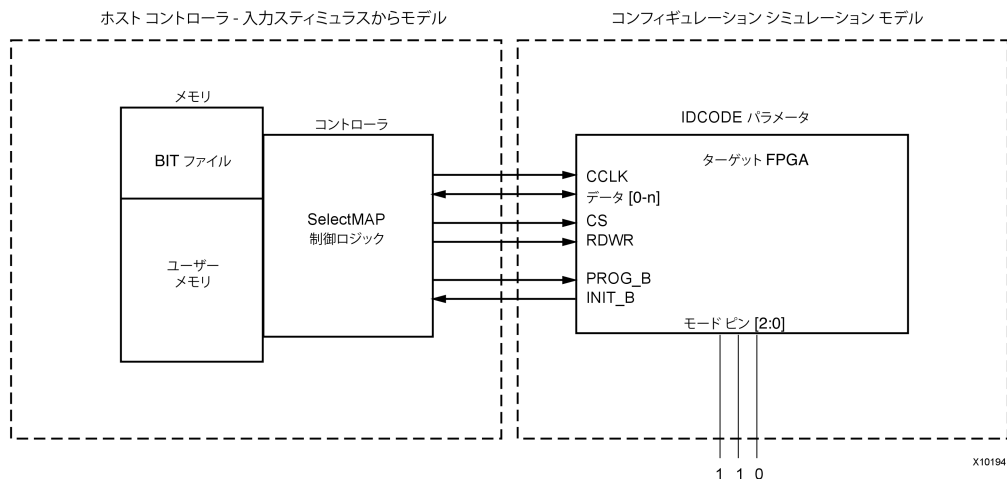 ホスト コントローラ - 入力スティミュラスからモデル
コンフィギュレーション シミュレーション モデル
メモリ
BIT ファイル
ユーザー
メモリ
コントローラ
SelectMAP
制御ロジック
IDCODE パラメータ
ターゲット FPGA
CCLK
データ [0-n]
CS
RDWR
PROG_B
INIT_B
モード ピン [2:0]
1 1 0
X10194